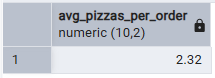 avg_pizzas_per_order
numeric (10,2)
1 2.32